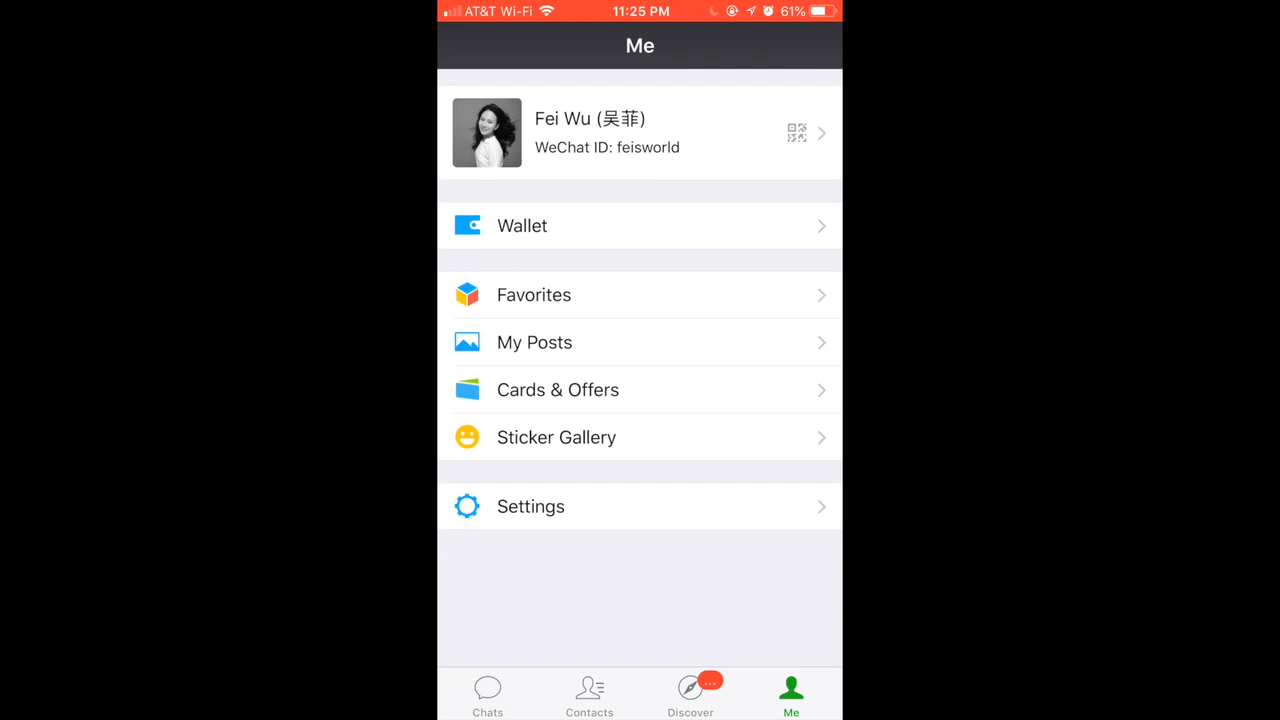 AT&T Wi-Fi 11:25 PM 61%
Me
Fei Wu (吴菲)
WeChat ID: feisworld
Wallet
Favorites
My Posts
Cards & Offers
Sticker Gallery
Settings
...
Chats Contacts Discover Me